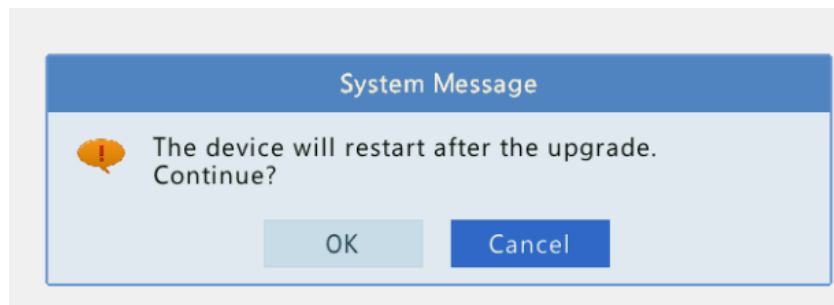 System Message
The device will restart after the upgrade.
Continue?
OK
Cancel